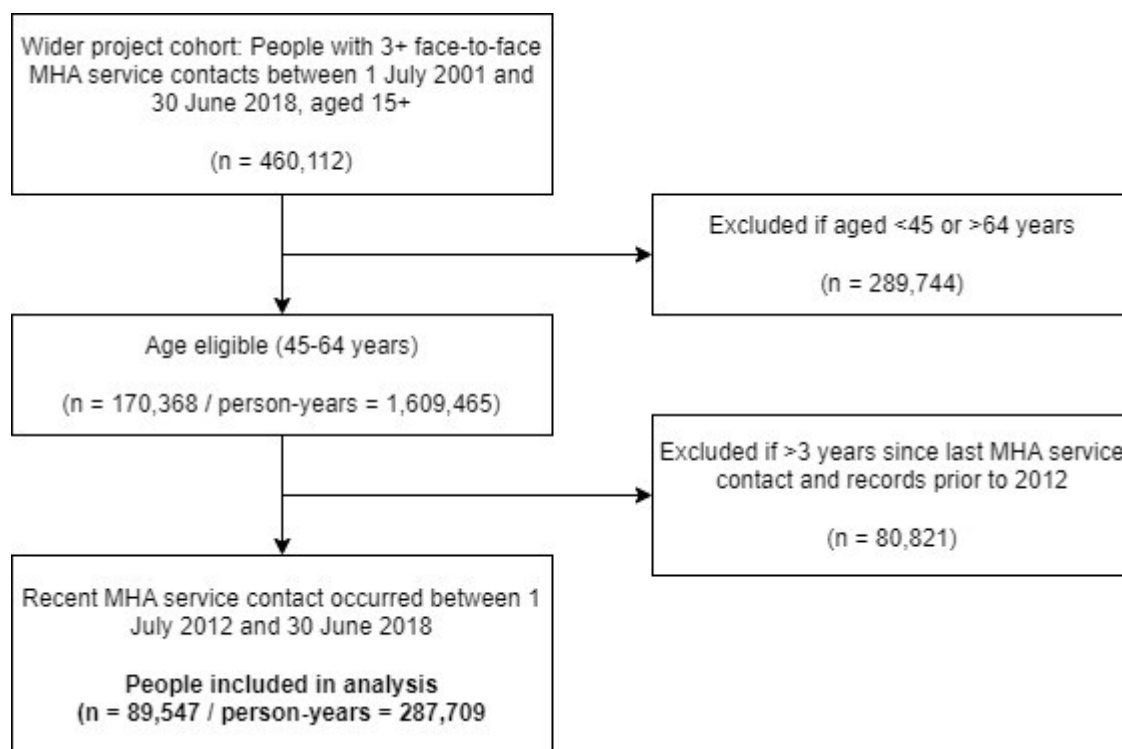 Wider project cohort: People with 3+ face-to-face
MHA service contacts between 1 July 2001 and
30 June 2018, aged 15+
(n = 460,112)
Excluded if aged <45 or >64 years
(n = 289,744)
Age eligible (45-64 years)
(n = 170,368 / person-years = 1,609,465)
Excluded if >3 years since last MHA service
contact and records prior to 2012
(n = 80,821)
Recent MHA service contact occurred between 1
July 2012 and 30 June 2018
People included in analysis
(n = 89,547 / person-years = 287,709